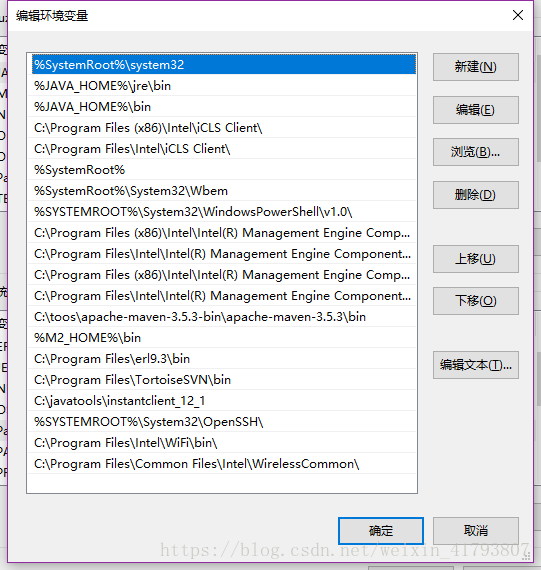 编辑环境变量
%SystemRoot%\system32
%JAVA_HOME%\jre\bin
%JAVA_HOME%\bin
C:\Program Files (x86)\Intel\iCLS Client\
C:\Program Files\Intel\iCLS Client\
%SystemRoot%
%SystemRoot%\System32\Wbem
%SYSTEMROOT%\System32\WindowsPowerShell\v1.0\
C:\Program Files (x86)\Intel\Intel(R) Management Engine Comp...
C:\Program Files\Intel\Intel(R) Management Engine Component...
C:\Program Files (x86)\Intel\Intel(R) Management Engine Comp...
C:\Program Files\Intel\Intel(R) Management Engine Component...
C:\toos\apache-maven-3.5.3-bin\apache-maven-3.5.3\bin
%M2_HOME%\bin
C:\Program Files\erl9.3\bin
C:\Program Files\TortoiseSVN\bin
C:\javatools\instantclient_12_1
%SYSTEMROOT%\System32\OpenSSH\
C:\Program Files\Intel\WiFi\bin\
C:\Program Files\Common Files\Intel\WirelessCommon\
新建(N)
编辑(E)
浏览(B)...
删除(D)
上移(U)
下移(O)
编辑文本(T)...
确定
取消
https://blog.csdn.net/weixin_41793807